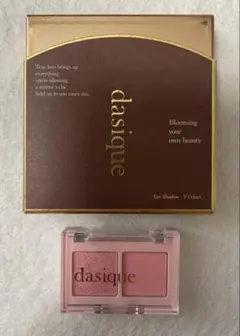 True love brings up
everything
you're allowing
a mirror to be
held up to you every day.
dasique
Blooming
your
own beauty
Eye Shadow · 9 Colors
dasique